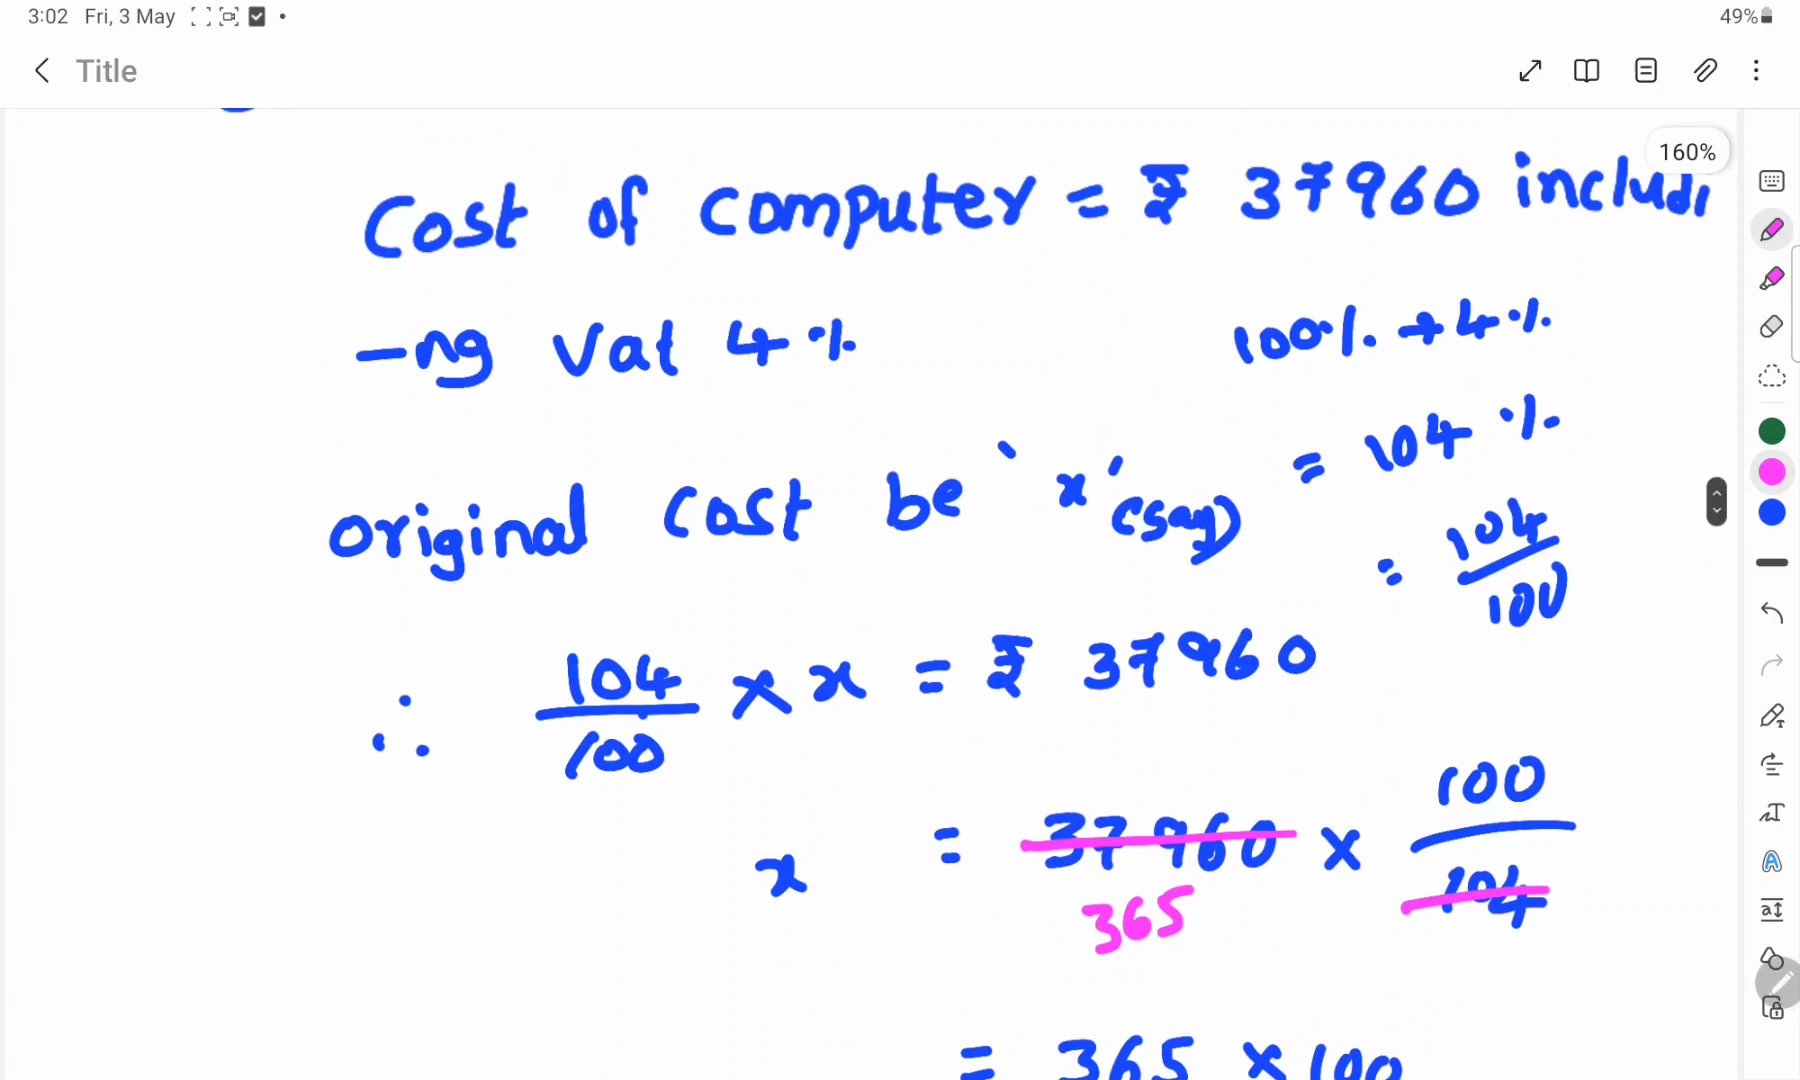 3:02 Fri, 3 May
49%
Title
160%
Cost of computer = ₹ 37960 includi
-ng Vat 4 %
100% + 4 %
original cost be 'x' (say)
= 104 %
= 104/100
∴ 104/100 × x = ₹ 37960
x = 37960 × 100/104
365
= 365 × 100